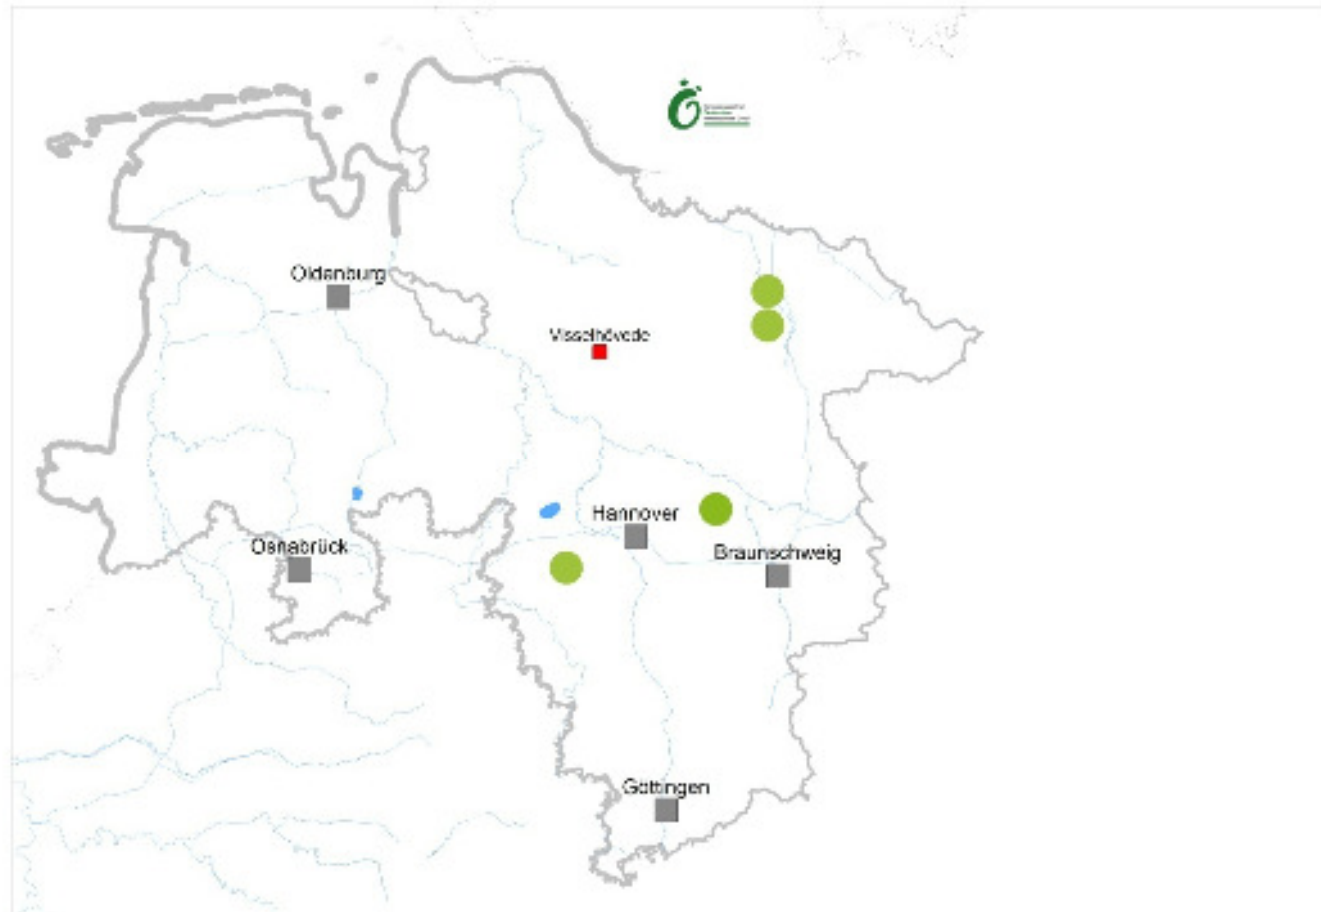 Oldenburg
Visselhövede
Hannover
Osnabrück
Braunschweig
Göttingen